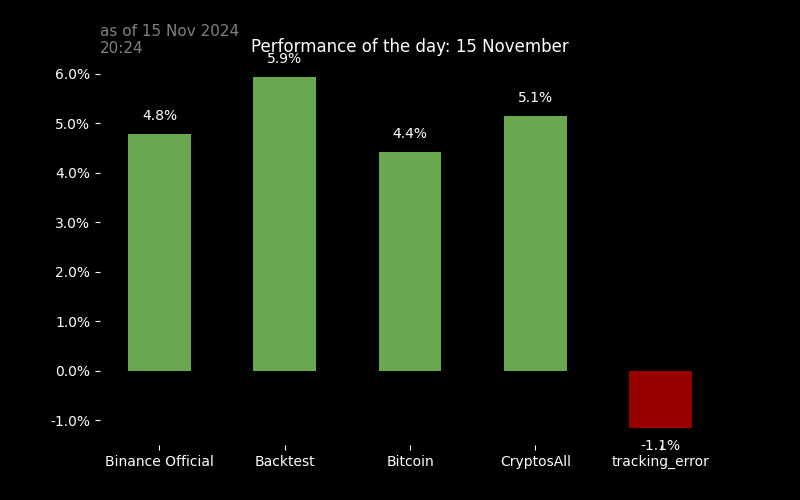 as of 15 Nov 2024
20:24
Performance of the day: 15 November
6.0%
5.0%
4.0%
3.0%
2.0%
1.0%
0.0%
-1.0%
4.8%
5.9%
4.4%
5.1%
-1.1%
Binance Official
Backtest
Bitcoin
CryptosAll
tracking_error